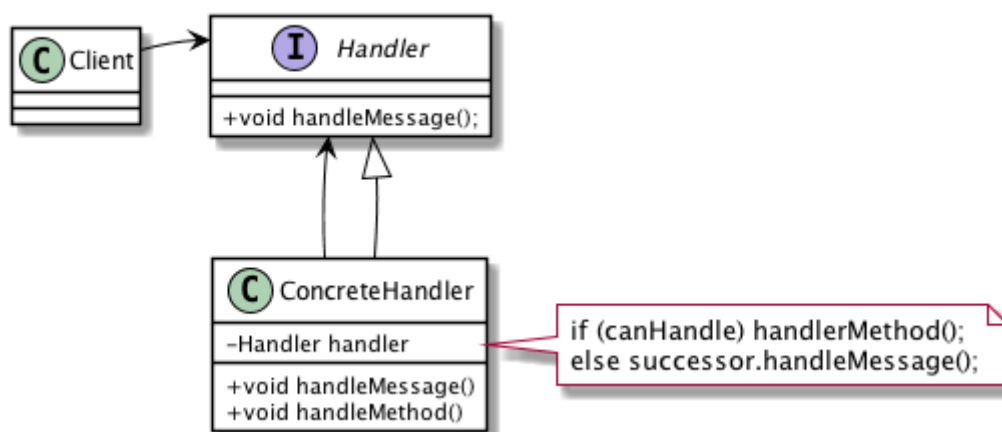 C Client
I Handler
+void handleMessage();
C ConcreteHandler
-Handler handler
+void handleMessage()
+void handleMethod()
if (canHandle) handlerMethod();
else successor.handleMessage();